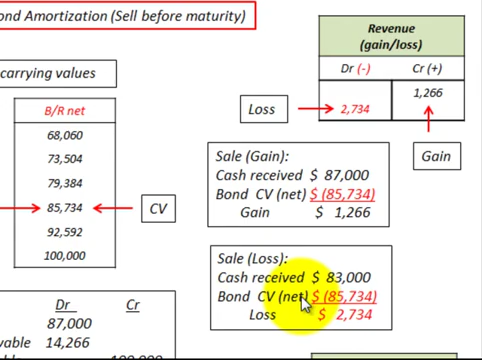 ond Amortization (Sell before maturity)
Revenue
(gain/loss)
carrying values
Dr (-) Cr (+)
1,266
B/R net
Loss
2,734
68,060
73,504
79,384
85,734
92,592
100,000
CV
Gain
Sale (Gain):
Cash received $ 87,000
Bond CV (net) $ (85,734)
Gain $ 1,266
Sale (Loss):
Cash received $ 83,000
Bond CV (net) $ (85,734)
Loss $ 2,734
Dr Cr
87,000
vable 14,266